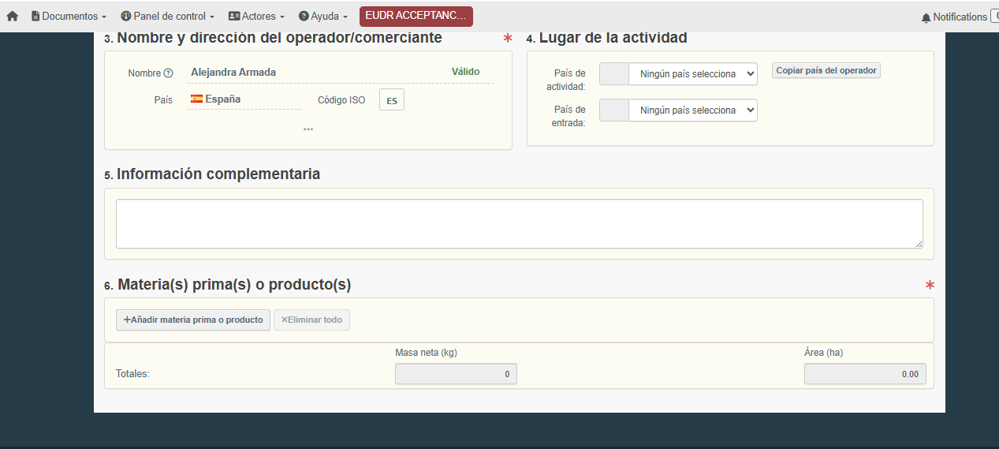 Documentos Panel de control Actores Ayuda EUDR ACCEPTANC... Notifications
3. Nombre y dirección del operador/comerciante *
Nombre Alejandra Armada Válido
País España Código ISO ES
...
4. Lugar de la actividad
País de actividad: Ningún país selecciona Copiar país del operador
País de entrada: Ningún país selecciona
5. Información complementaria
6. Materia(s) prima(s) o producto(s) *
+Añadir materia prima o producto ×Eliminar todo
Masa neta (kg) Área (ha)
Totales: 0 0.00